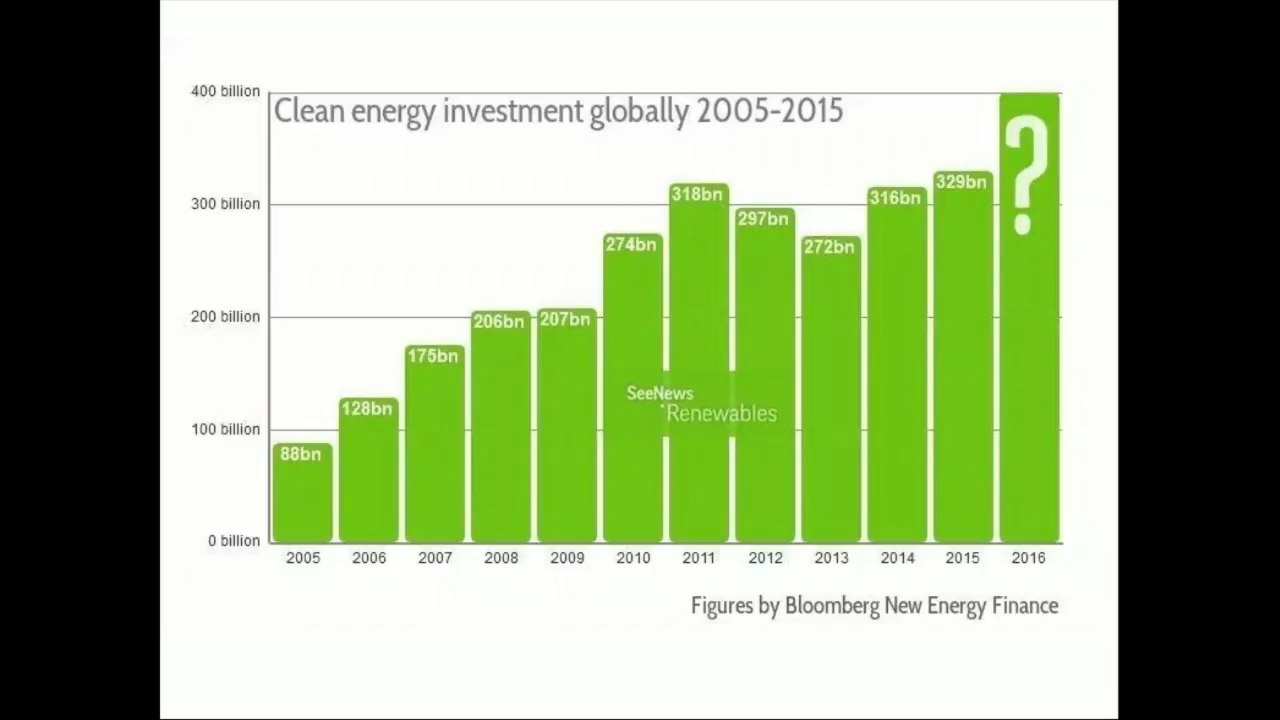 Clean energy investment globally 2005-2015
400 billion
300 billion
200 billion
100 billion
0 billion
88bn
128bn
175bn
206bn
207bn
274bn
318bn
297bn
272bn
316bn
329bn
?
SeeNews
Renewables
2005 2006 2007 2008 2009 2010 2011 2012 2013 2014 2015 2016
Figures by Bloomberg New Energy Finance